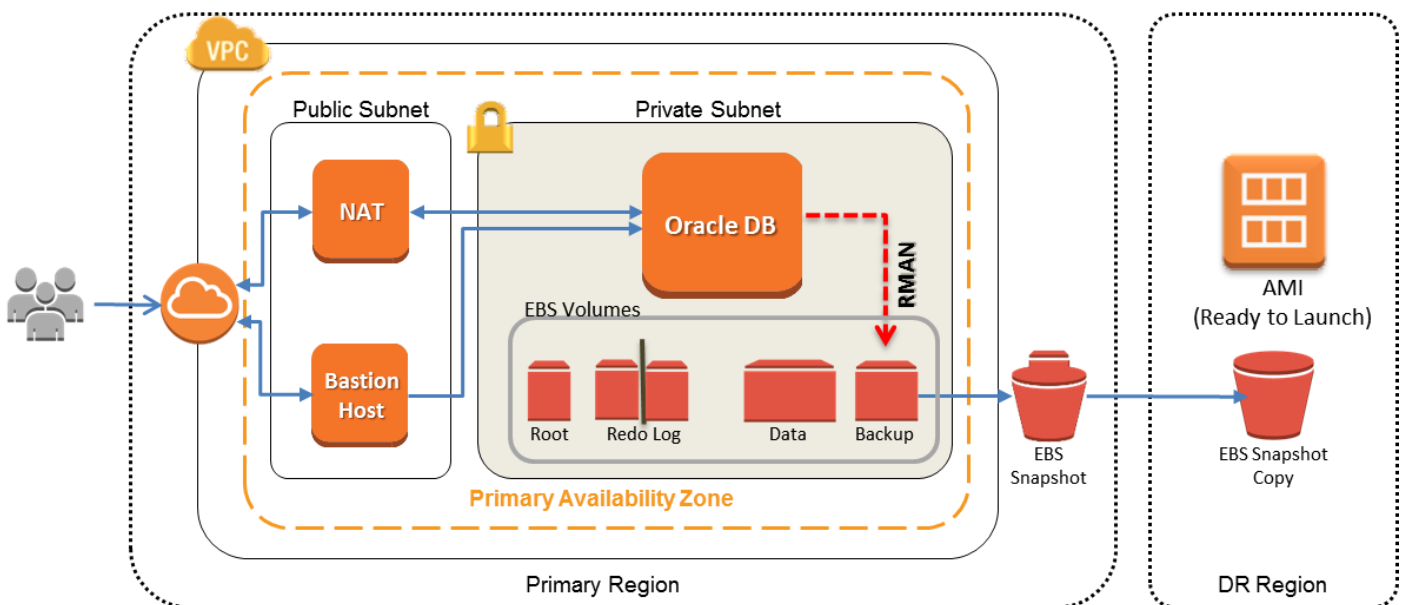 VPC
Public Subnet
Private Subnet
NAT
Oracle DB
RMAN
Bastion
Host
EBS Volumes
Root
Redo Log
Data
Backup
Primary Availability Zone
Primary Region
EBS
Snapshot
AMI
(Ready to Launch)
EBS Snapshot
Copy
DR Region